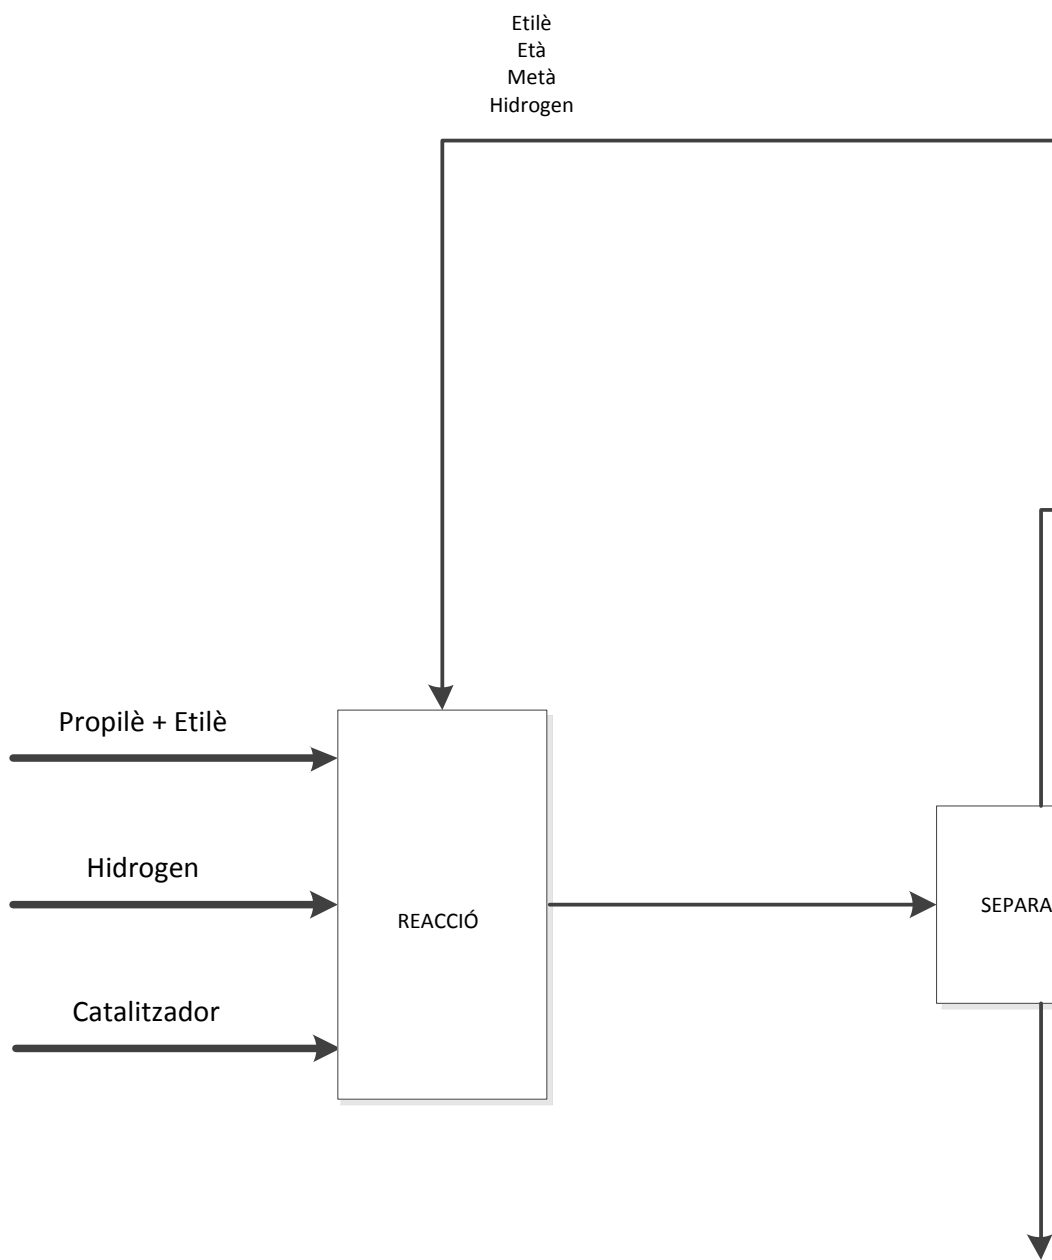 Etilè
Età
Metà
Hidrogen
Propilè + Etilè
Hidrogen
REACCIÓ
SEPARA
Catalitzador